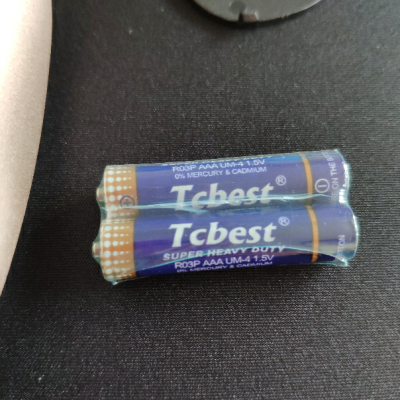 R03P AAA UM-4 1.5V
0% MERCURY & CADMIUM
Tcbest®
Tcbest®
SUPER HEAVY DUTY
R03P AAA UM-4 1.5V
0% MERCURY & CADMIUM